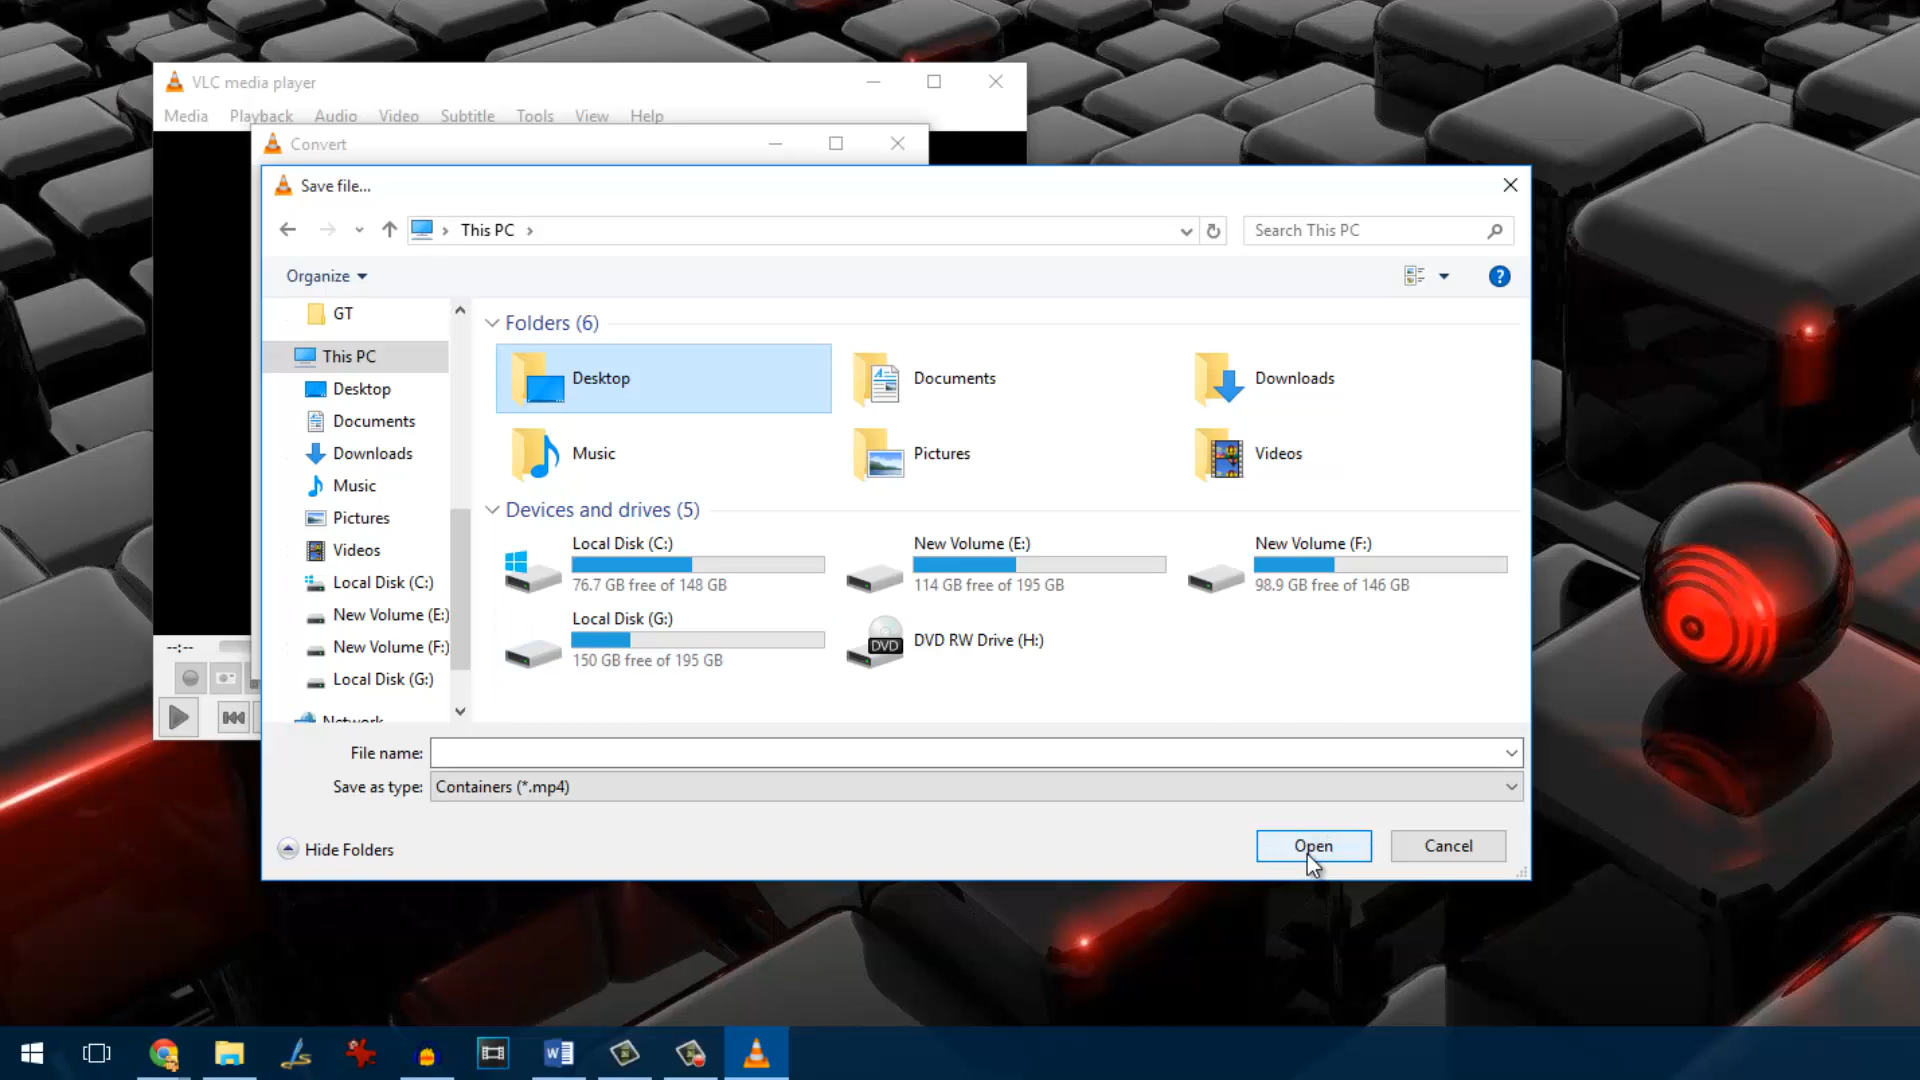 VLC media player
Media Playback Audio Video Subtitle Tools View Help
Convert
Save file...
This PC
Search This PC
Organize
?
GT
This PC
Desktop
Documents
Downloads
Music
Pictures
Videos
Local Disk (C:)
New Volume (E:)
New Volume (F:)
Local Disk (G:)
Network
Folders (6)
Desktop
Documents
Downloads
Music
Pictures
Videos
Devices and drives (5)
Local Disk (C:)
76.7 GB free of 148 GB
New Volume (E:)
114 GB free of 195 GB
New Volume (F:)
98.9 GB free of 146 GB
Local Disk (G:)
150 GB free of 195 GB
DVD
DVD RW Drive (H:)
--:--
File name:
Save as type: Containers (*.mp4)
Hide Folders
Open
Cancel
W